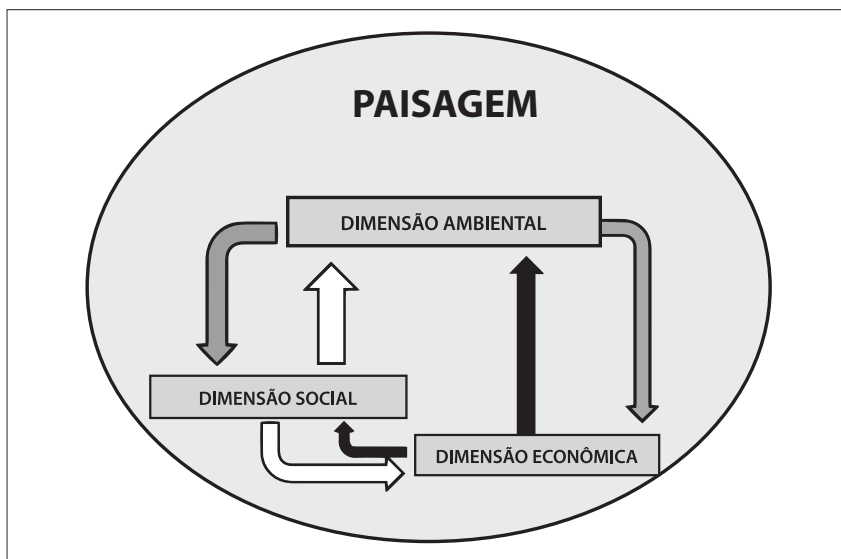 PAISAGEM
DIMENSÃO AMBIENTAL
DIMENSÃO SOCIAL
DIMENSÃO ECONÔMICA